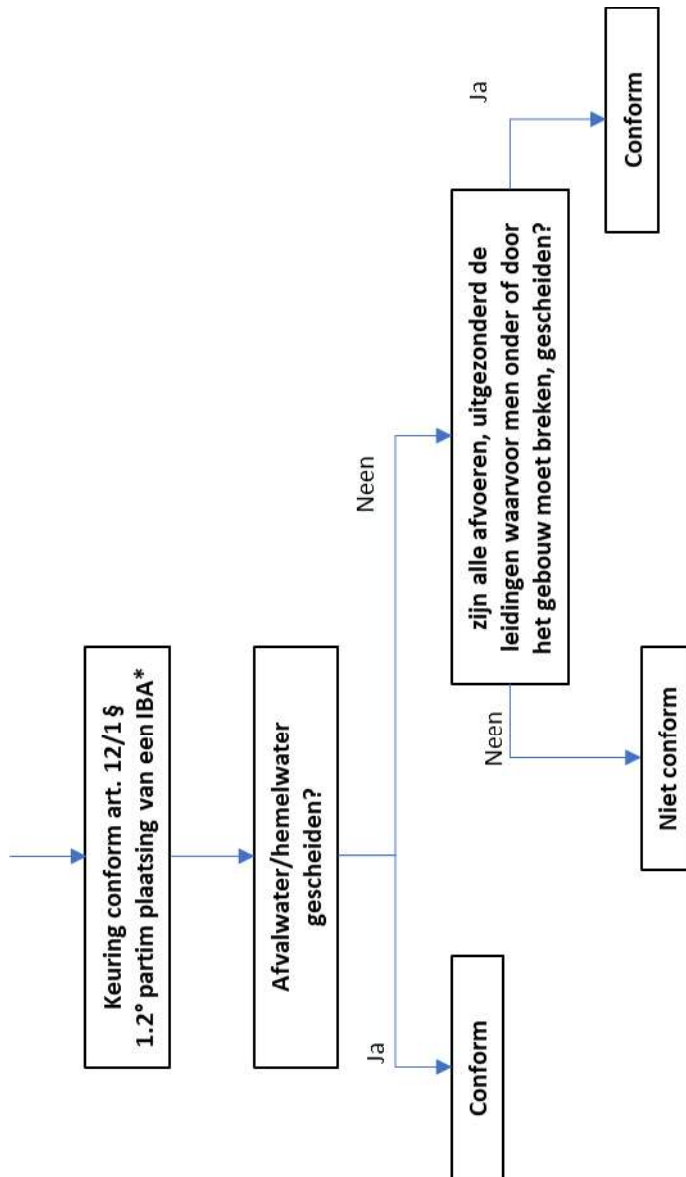 Keuring conform art. 12/1 §
1.2° partim plaatsing van een IBA*
Afvalwater/hemelwater
gescheiden?
Ja
Neen
Conform
zijn alle afvoeren, uitgezonderd de
leidingen waarvoor men onder of door
het gebouw moet breken, gescheiden?
Neen
Ja
Niet conform
Conform